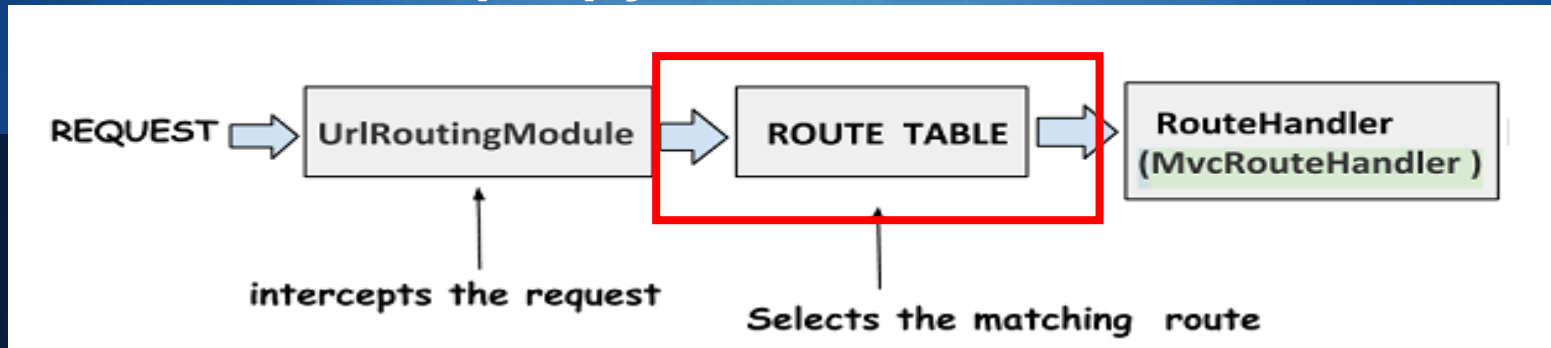 REQUEST
UrlRoutingModule
ROUTE TABLE
RouteHandler
(MvcRouteHandler )
intercepts the request
Selects the matching route